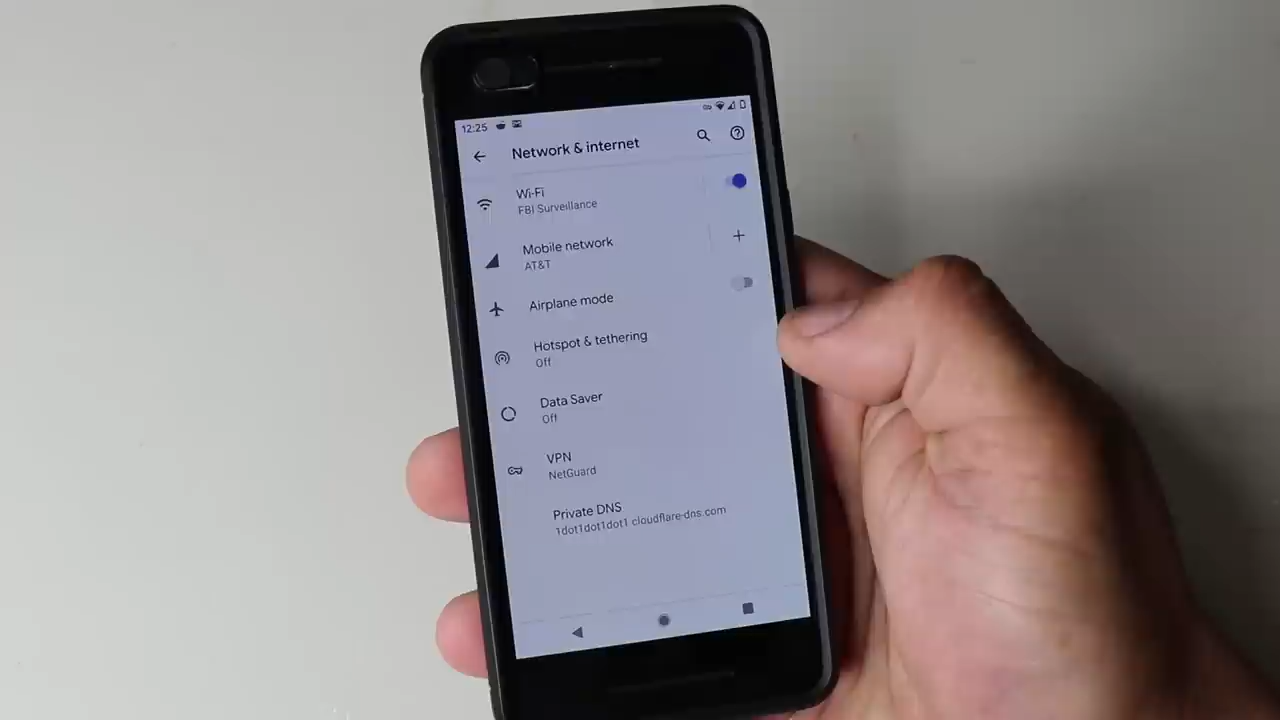 12:25
Network & internet
Wi-Fi
FBI Surveillance
Mobile network
AT&T
Airplane mode
Hotspot & tethering
Off
Data Saver
Off
VPN
NetGuard
Private DNS
1dot1dot1dot1.cloudflare-dns.com